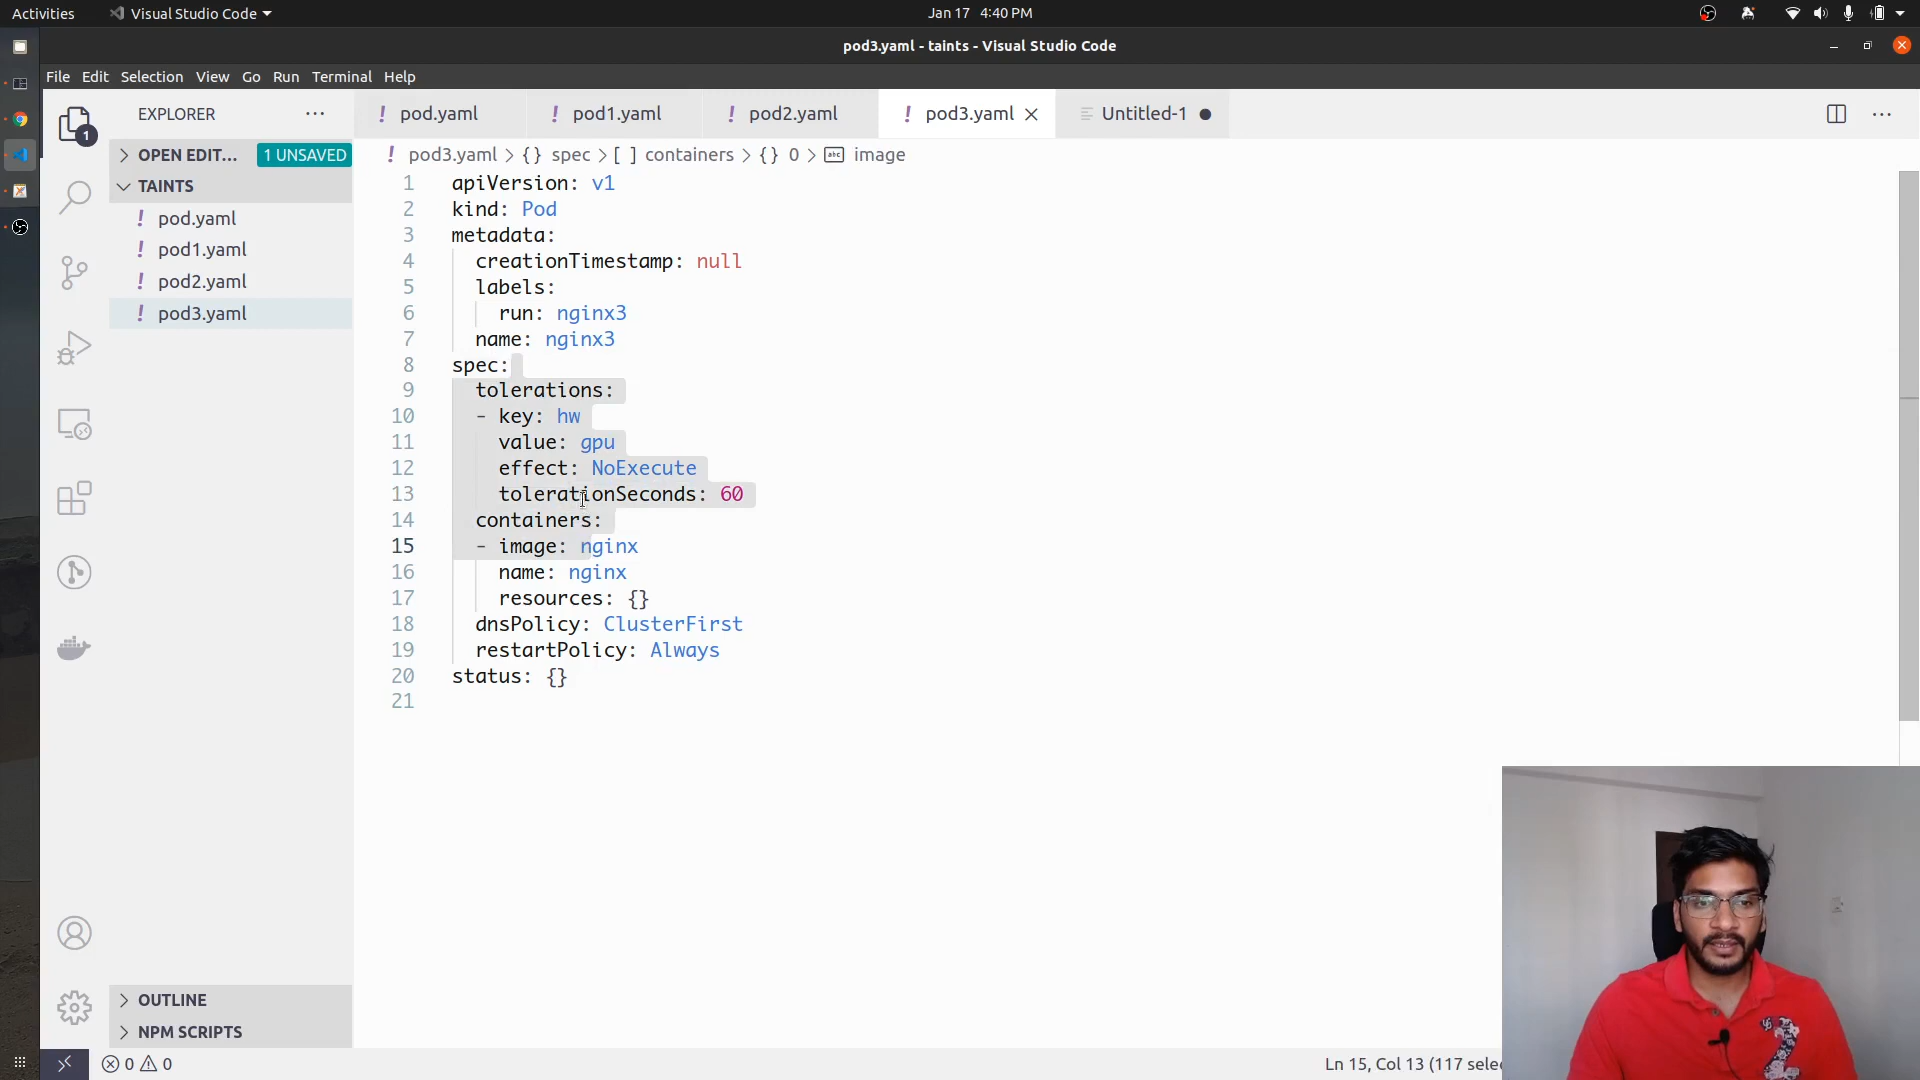 Activities
Visual Studio Code
Jan 17 4:40 PM
pod3.yaml - taints - Visual Studio Code
File Edit Selection View Go Run Terminal Help
EXPLORER
pod.yaml
pod1.yaml
pod2.yaml
pod3.yaml
Untitled-1
OPEN EDIT... 1 UNSAVED
TAINTS
pod.yaml
pod1.yaml
pod2.yaml
pod3.yaml
1
pod3.yaml > {} spec > [ ] containers > {} 0 > abc image
1 apiVersion: v1
2 kind: Pod
3 metadata:
4 creationTimestamp: null
5 labels:
6 run: nginx3
7 name: nginx3
8 spec:
9 tolerations:
10 - key: hw
11 value: gpu
12 effect: NoExecute
13 tolerationSeconds: 60
14 containers:
15 - image: nginx
16 name: nginx
17 resources: {}
18 dnsPolicy: ClusterFirst
19 restartPolicy: Always
20 status: {}
21
OUTLINE
NPM SCRIPTS
0 0
Ln 15, Col 13 (117 selec
2